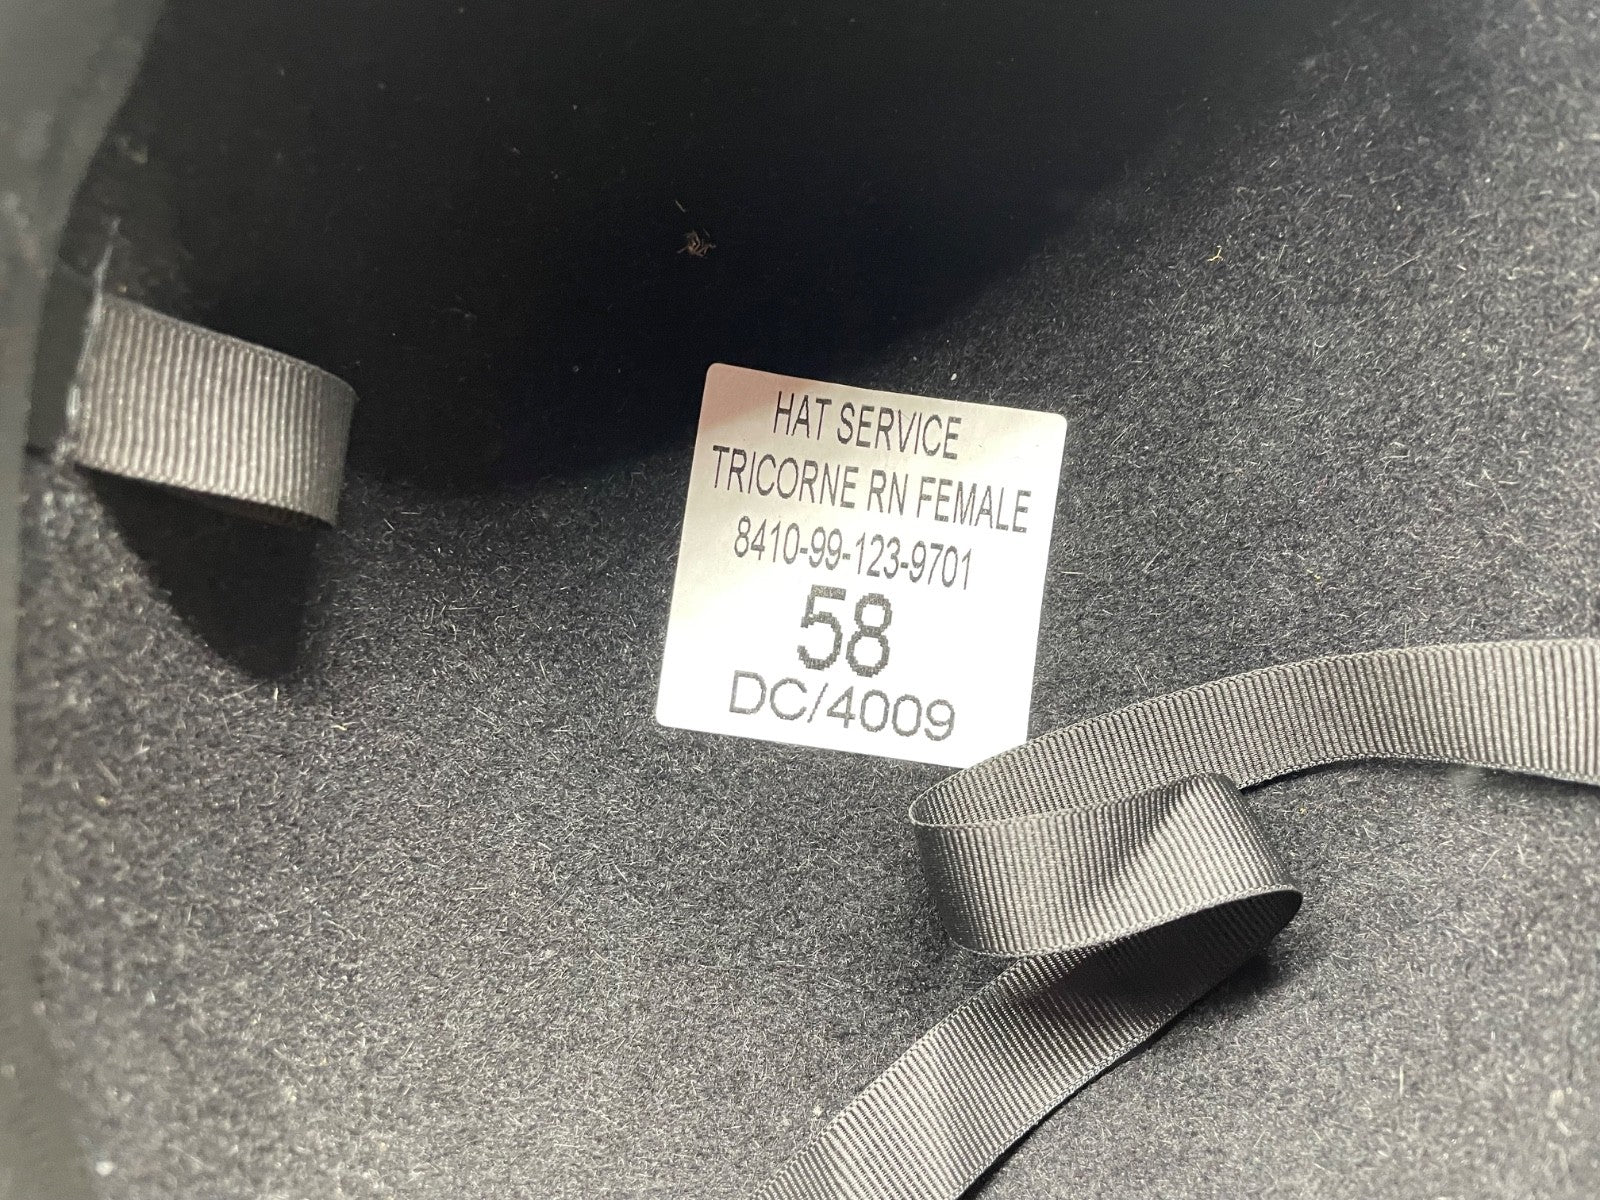 HAT SERVICE
TRICORNE RN FEMALE
8410-99-123-9701
58
DC/4009